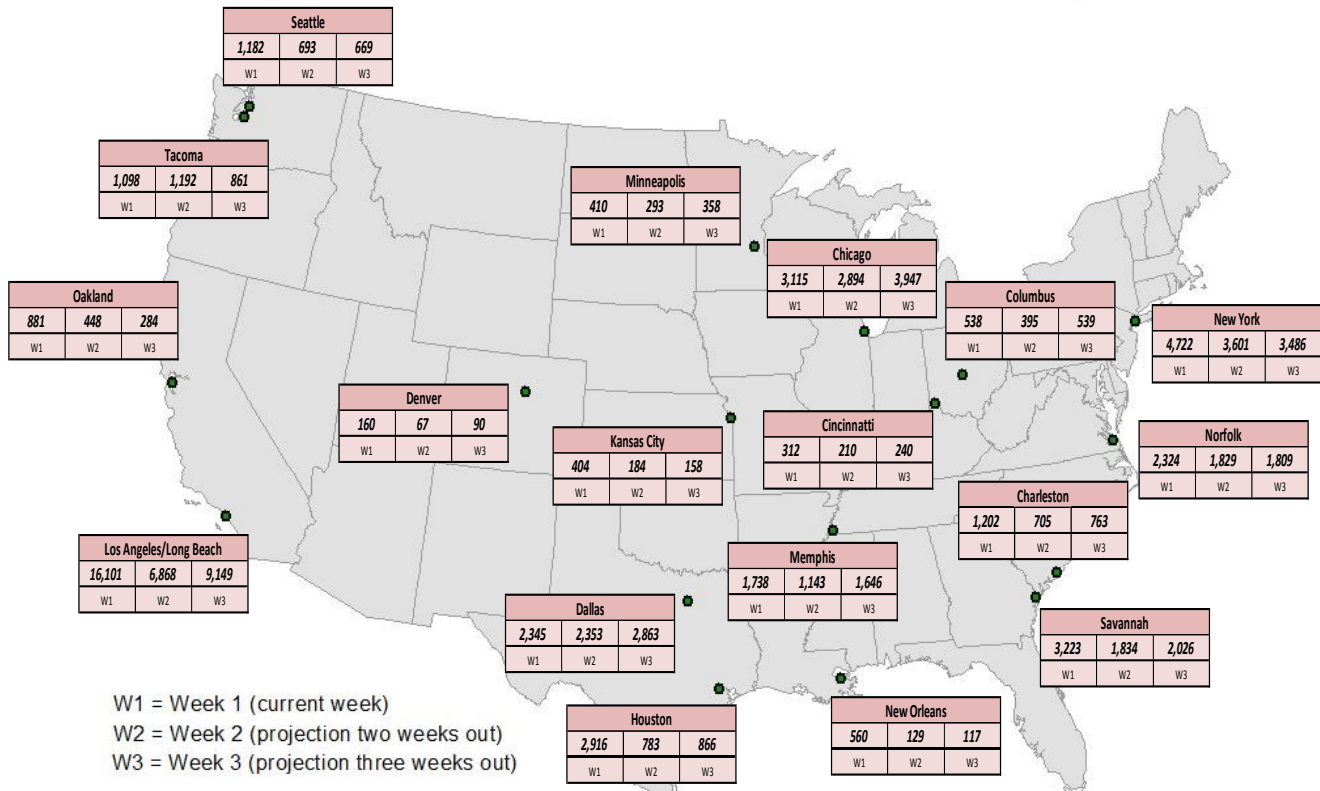 Seattle
1,182 693 669
W1 W2 W3
Tacoma
1,098 1,192 861
W1 W2 W3
Minneapolis
410 293 358
W1 W2 W3
Chicago
3,115 2,894 3,947
W1 W2 W3
Oakland
881 448 284
W1 W2 W3
Columbus
538 395 539
W1 W2 W3
New York
4,722 3,601 3,486
W1 W2 W3
Denver
160 67 90
W1 W2 W3
Kansas City
404 184 158
W1 W2 W3
Cincinnatti
312 210 240
W1 W2 W3
Norfolk
2,324 1,829 1,809
W1 W2 W3
Charleston
1,202 705 763
W1 W2 W3
Los Angeles/Long Beach
16,101 6,868 9,149
W1 W2 W3
Memphis
1,738 1,143 1,646
W1 W2 W3
Dallas
2,345 2,353 2,863
W1 W2 W3
Savannah
3,223 1,834 2,026
W1 W2 W3
Houston
2,916 783 866
W1 W2 W3
New Orleans
560 129 117
W1 W2 W3
W1 = Week 1 (current week)
W2 = Week 2 (projection two weeks out)
W3 = Week 3 (projection three weeks out)